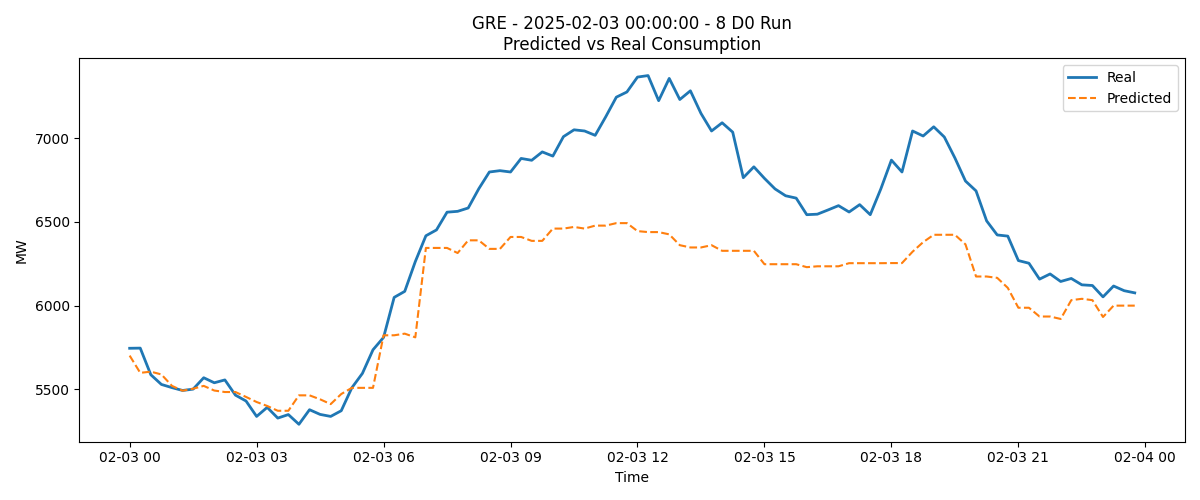 GRE - 2025-02-03 00:00:00 - 8 D0 Run
Predicted vs Real Consumption
Real
Predicted
MW
7000
6500
6000
5500
02-03 00
02-03 03
02-03 06
02-03 09
02-03 12
02-03 15
02-03 18
02-03 21
02-04 00
Time